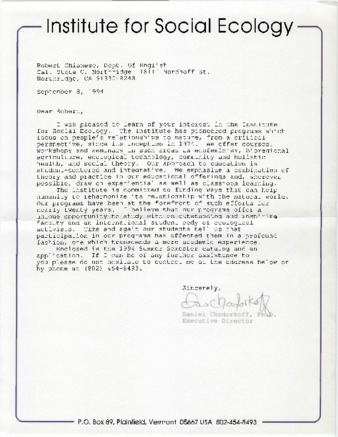 Institute for Social Ecology
Robert Chianese, Dept. Of English
Cal. State U. Northridge 18111 Nordhoff St.
Northridge, CA 91330-8248
September 8, 1994
Dear Robert,
I was pleased to learn of your interest in the Institute
for Social Ecology. The Institute has pioneered programs which
focus on people's relationships to nature, from a critical
perspective, since its inception in 1974. We offer courses,
workshops and seminars in such areas as ecofeminism, bioregional
agriculture, ecological technology, community and holistic
health, and social theory. Our approach to education is
student-centered and integrative. We emphasize a combination of
theory and practice in our educational offerings and, wherever
possible, draw on experiential as well as classroom learning.
The Institute is committed to finding ways that can help
humanity to reharmonize its relationship with the natural world.
Our programs have been at the forefront of such efforts for
nearly twenty years. I believe that our programs offer a
unique opportunity to study with an outstanding and inspiring
faculty and an international student body of ecological
activists. Time and again our students tell us that
participation in our programs has affected them in a profound
fashion, one which transcends a mere academic experience.
Enclosed is the 1994 Summer Semester catalog and an
application. If I can be of any further assistance to
you please do not hesitate to contact me at the address below or
by phone at (802) 454-8493.
Sincerely,
Dan Chodorkoff
Daniel Chodorkoff, Ph.D.
Executive Director
P.O. Box 89, Plainfield, Vermont 05667 USA 802-454-8493